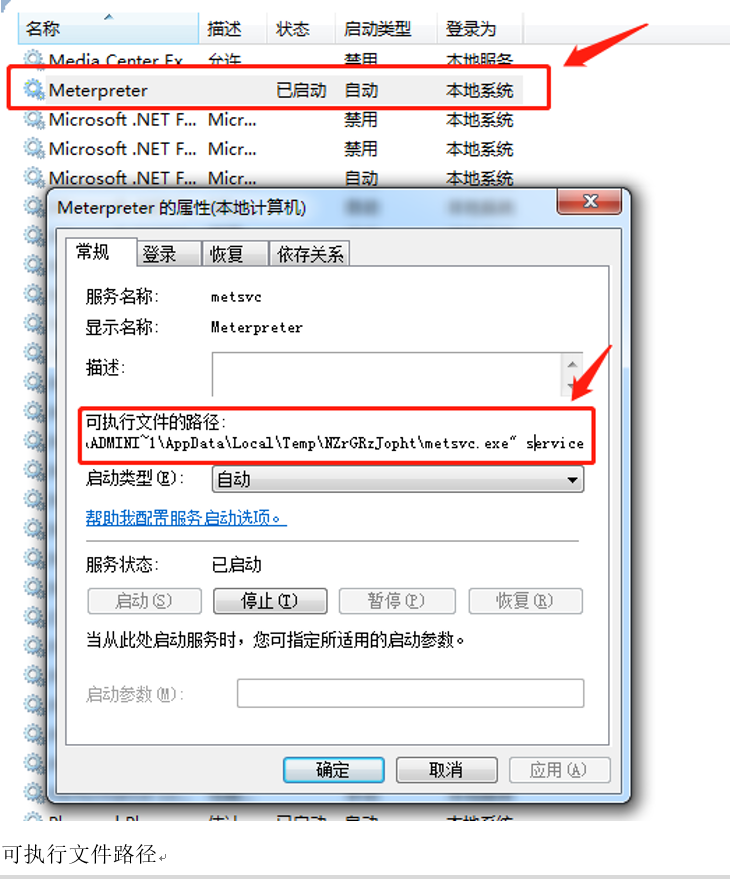 名称 描述 状态 启动类型 登录为
Media Center Ex... 允许... 禁用 本地服务
Meterpreter 已启动 自动 本地系统
Microsoft .NET F... Micr... 禁用 本地系统
Microsoft .NET F... Micr... 禁用 本地系统
Microsoft .NET F... Micr... 自动 本地系统
Meterpreter 的属性(本地计算机)
常规 登录 恢复 依存关系
服务名称: metsvc
显示名称: Meterpreter
描述:
可执行文件的路径:
\ADMINI~1\AppData\Local\Temp\NZrGRzJopht\metsvc.exe" service
启动类型(E): 自动
帮助我配置服务启动选项。
服务状态: 已启动
启动(S) 停止(T) 暂停(P) 恢复(R)
当从此处启动服务时，您可指定所适用的启动参数。
启动参数(M):
确定 取消 应用(A)
已启动 自动 本地系统
可执行文件路径